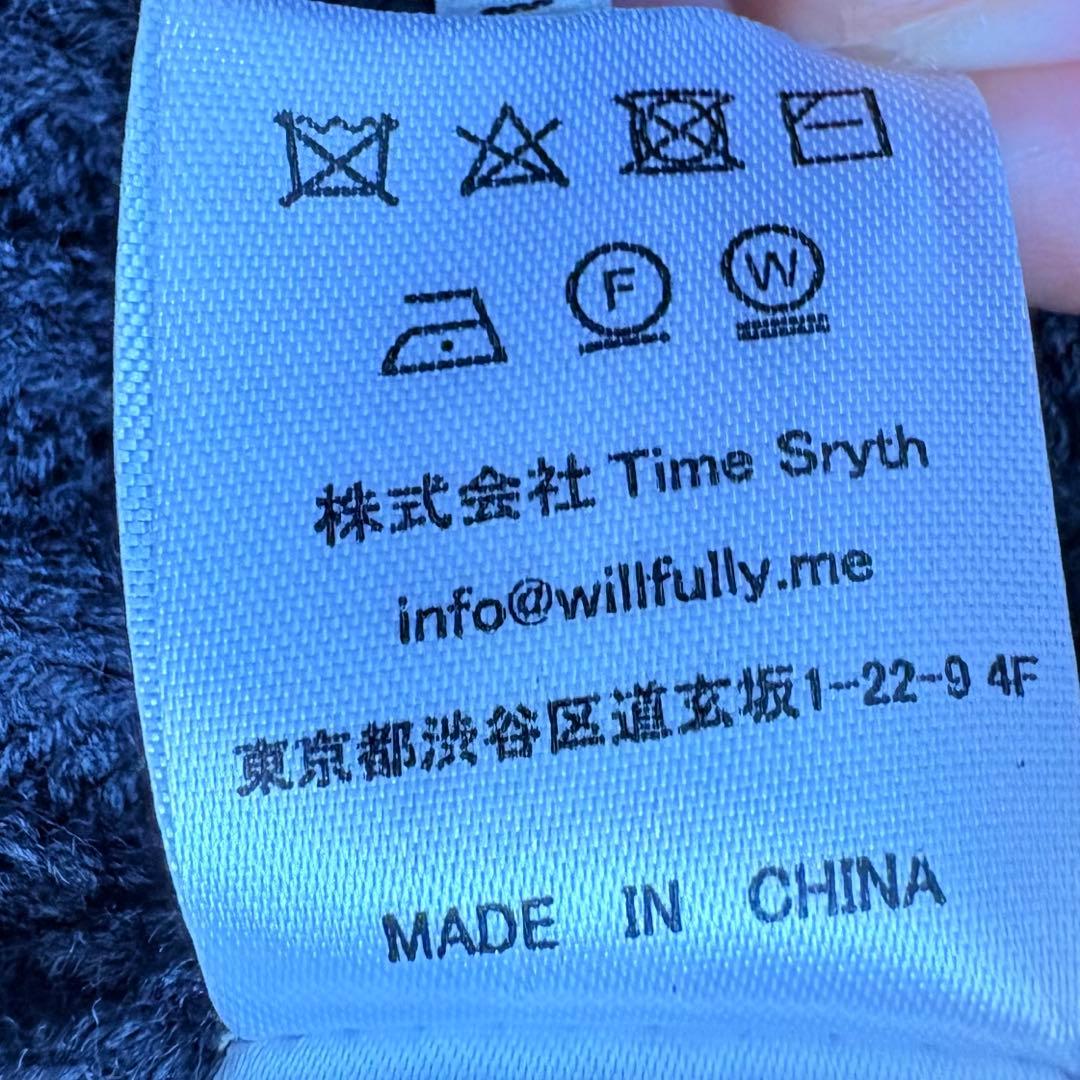 F W
株式会社 Time Sryth
info@willfully.me
東京都渋谷区道玄坂1-22-9 4F
MADE IN CHINA